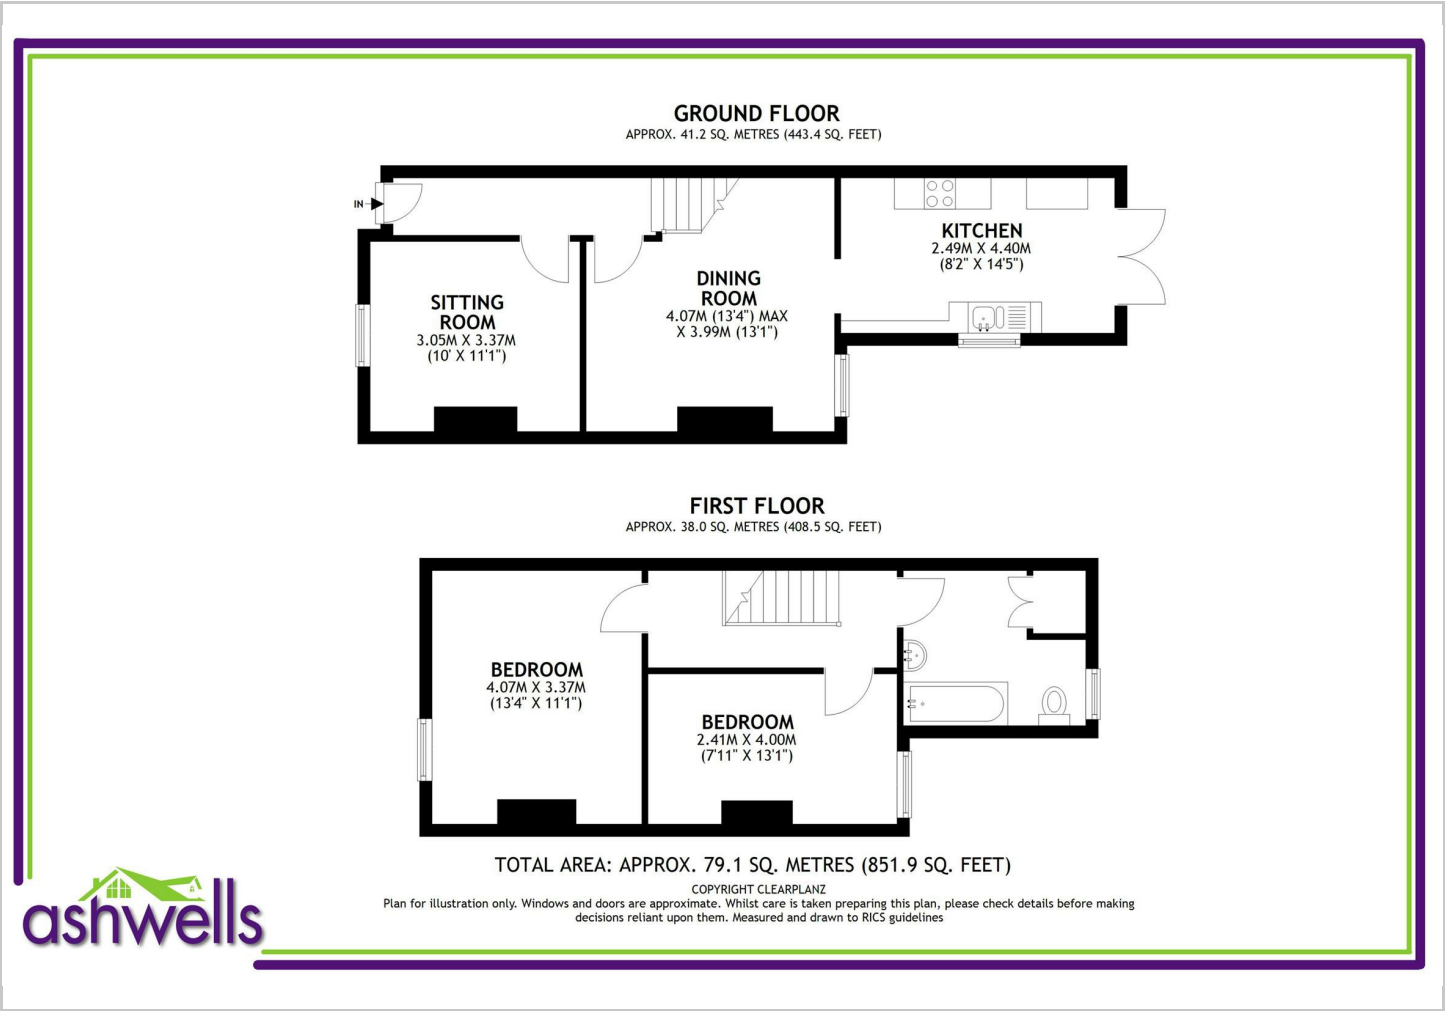 GROUND FLOOR
APPROX. 41.2 SQ. METRES (443.4 SQ. FEET)
IN
KITCHEN
2.49M X 4.40M
(8'2" X 14'5")
DINING
ROOM
4.07M (13'4") MAX
X 3.99M (13'1")
SITTING
ROOM
3.05M X 3.37M
(10' X 11'1")
FIRST FLOOR
APPROX. 38.0 SQ. METRES (408.5 SQ. FEET)
BEDROOM
4.07M X 3.37M
(13'4" X 11'1")
BEDROOM
2.41M X 4.00M
(7'11" X 13'1")
TOTAL AREA: APPROX. 79.1 SQ. METRES (851.9 SQ. FEET)
COPYRIGHT CLEARPLANZ
Plan for illustration only. Windows and doors are approximate. Whilst care is taken preparing this plan, please check details before making
decisions reliant upon them. Measured and drawn to RICS guidelines
ashwells